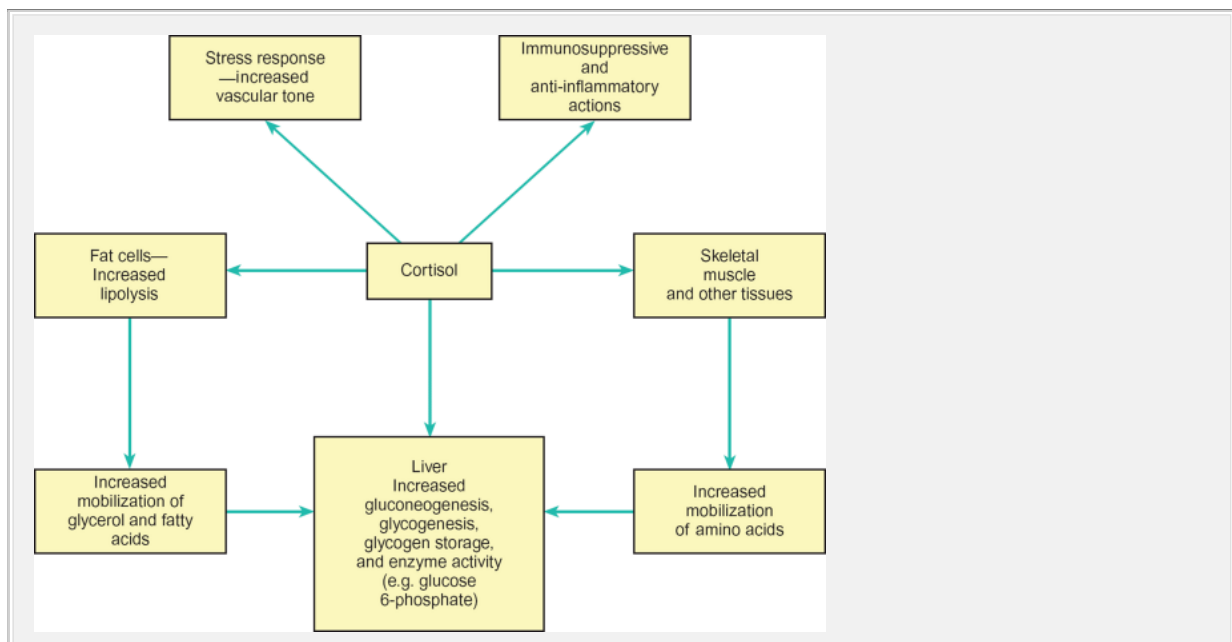 Stress response
—increased
vascular tone
Immunosuppressive
and
anti-inflammatory
actions
Fat cells—
Increased
lipolysis
Cortisol
Skeletal
muscle
and other tissues
Increased
mobilization of
glycerol and fatty
acids
Liver
Increased
gluconeogenesis,
glycogenesis,
glycogen storage,
and enzyme activity
(e.g. glucose
6-phosphate)
Increased
mobilization
of amino acids